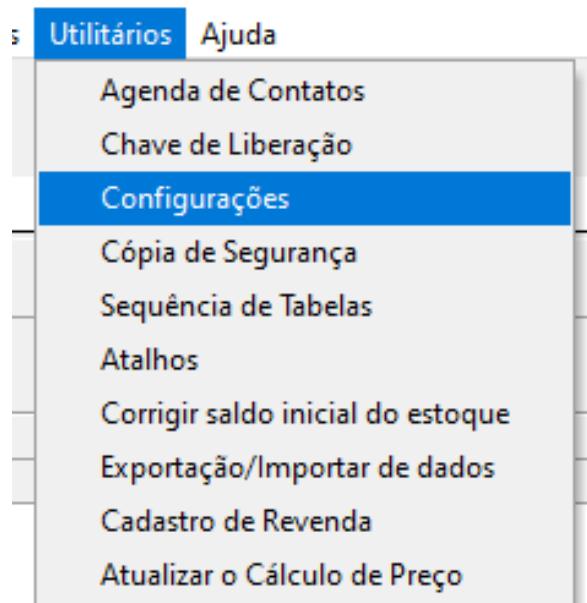 s Utilitários Ajuda
Agenda de Contatos
Chave de Liberação
Configurações
Cópia de Segurança
Sequência de Tabelas
Atalhos
Corrigir saldo inicial do estoque
Exportação/Importar de dados
Cadastro de Revenda
Atualizar o Cálculo de Preço